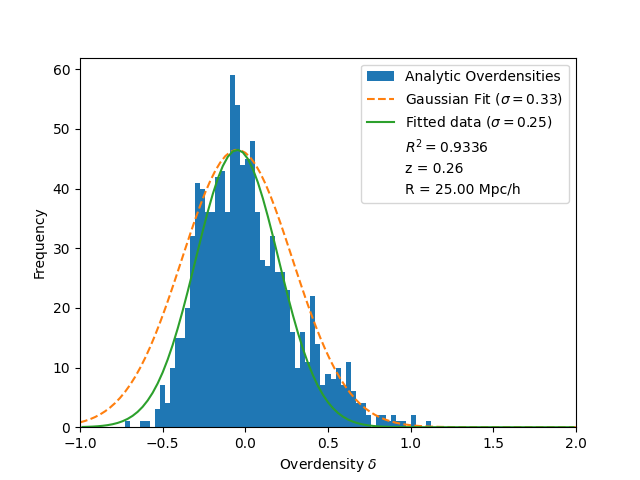 60
50
40
30
20
10
0
Frequency
Analytic Overdensities
Gaussian Fit (σ = 0.33)
Fitted data (σ = 0.25)
R² = 0.9336
z = 0.26
R = 25.00 Mpc/h
−1.0 −0.5 0.0 0.5 1.0 1.5 2.0
Overdensity δ